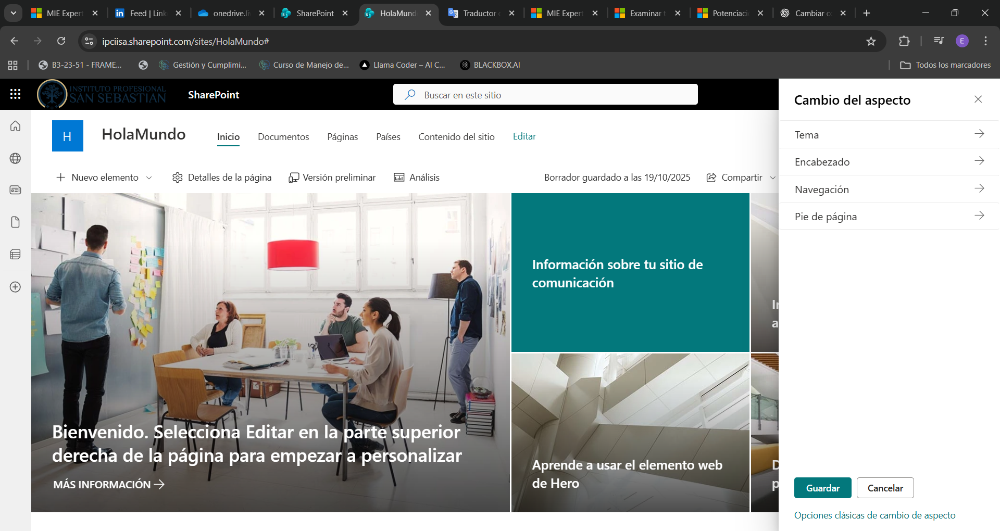 MIE Expert
Feed | Link
onedrive.li
SharePoint
HolaMund
Traductor
MIE Expert
Examinar
Potenciaci
Cambiar c
ipciisa.sharepoint.com/sites/HolaMundo#
E
B3-23-51 - FRAME...
Gestión y Cumplimi...
Curso de Manejo de...
Llama Coder – AI C...
BLACKBOX.AI
Todos los marcadores
INSTITUTO PROFESIONAL
SAN SEBASTIAN
SharePoint
Buscar en este sitio
H
HolaMundo
Inicio
Documentos
Páginas
Países
Contenido del sitio
Editar
Nuevo elemento
Detalles de la página
Versión preliminar
Análisis
Borrador guardado a las 19/10/2025
Compartir
Bienvenido. Selecciona Editar en la parte superior
derecha de la página para empezar a personalizar
MÁS INFORMACIÓN
Información sobre tu sitio de
comunicación
Aprende a usar el elemento web
de Hero
Cambio del aspecto
Tema
Encabezado
Navegación
Pie de página
Guardar
Cancelar
Opciones clásicas de cambio de aspecto